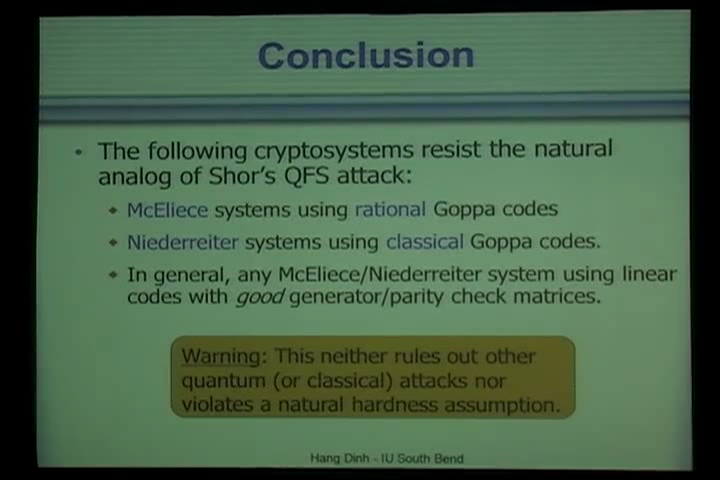 Conclusion
• The following cryptosystems resist the natural
analog of Shor's QFS attack:
McEliece systems using rational Goppa codes
Niederreiter systems using classical Goppa codes.
In general, any McEliece/Niederreiter system using linear
codes with good generator/parity check matrices.
Warning: This neither rules out other
quantum (or classical) attacks nor
violates a natural hardness assumption.
Hang Dinh - IU South Bend